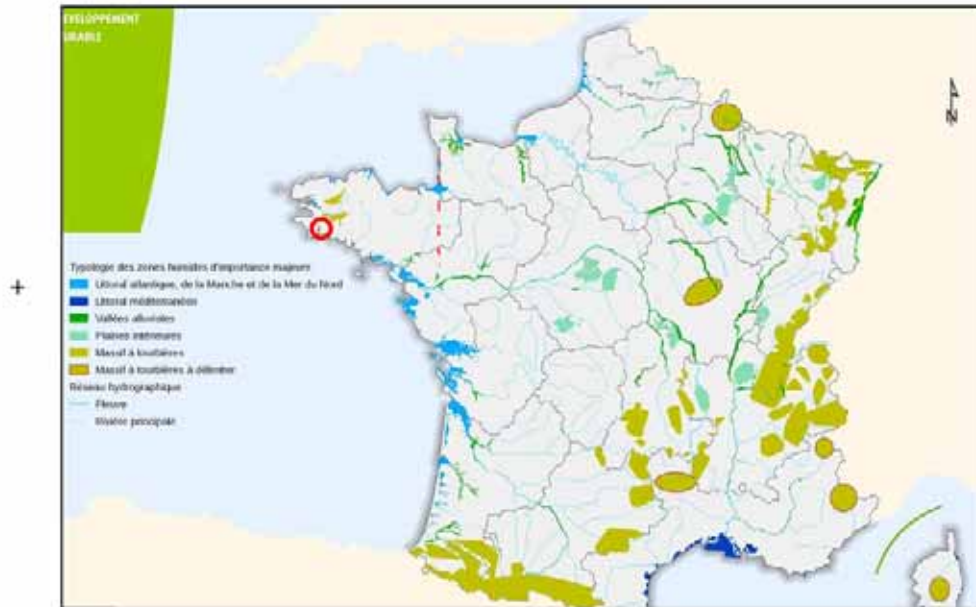 EVELOPPEMENT
URABLE
N
Typologie des zones humides d'importance majeure
Littoral atlantique, de la Manche et de la Mer du Nord
Littoral méditerranéen
Vallées alluviales
Plaines intérieures
Massif à tourbières
Massif à tourbières à délimiter
Réseau hydrographique
Fleuve
Rivière principale